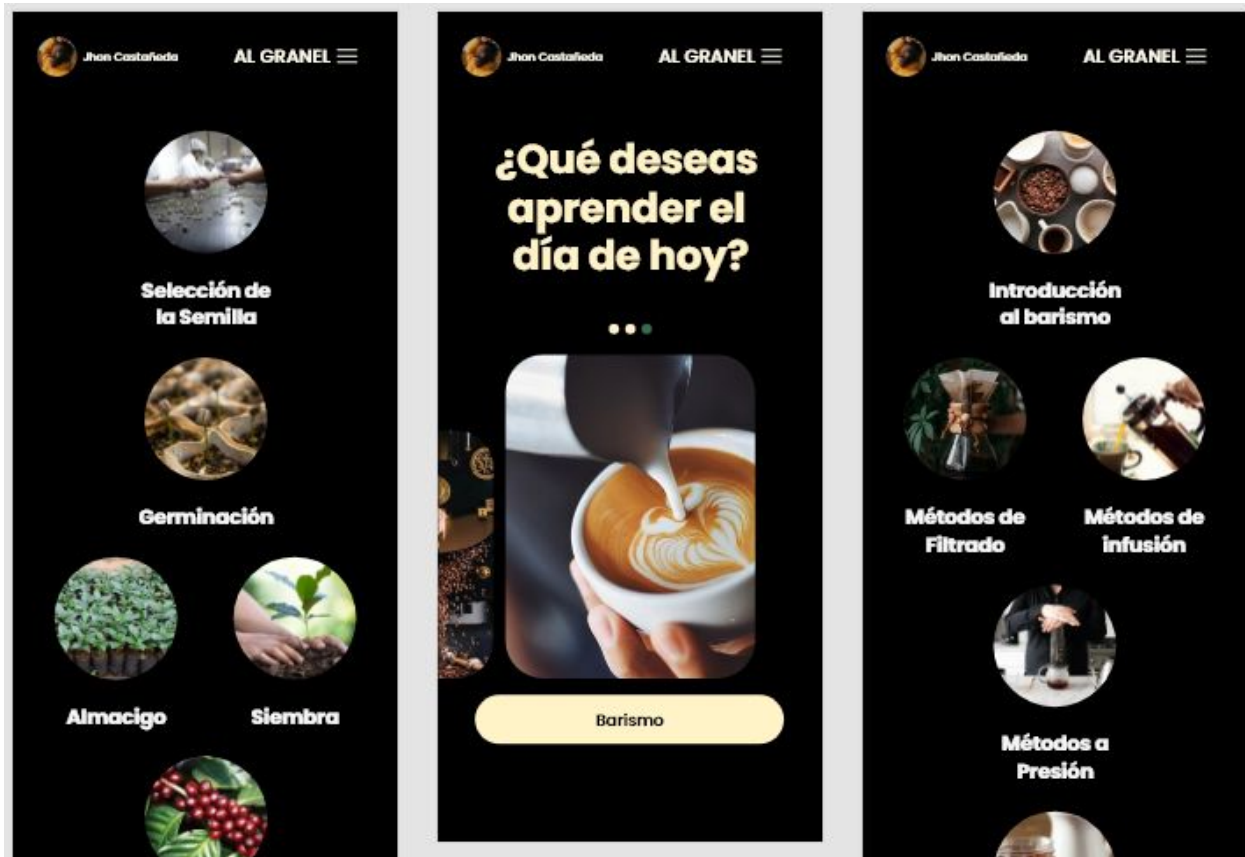 Jhon Castañeda
AL GRANEL
Selección de
la Semilla
Germinación
Almacigo
Siembra
Jhon Castañeda
AL GRANEL
¿Qué deseas
aprender el
día de hoy?
Barismo
Jhon Castañeda
AL GRANEL
Introducción
al barismo
Métodos de
Filtrado
Métodos de
infusión
Métodos a
Presión